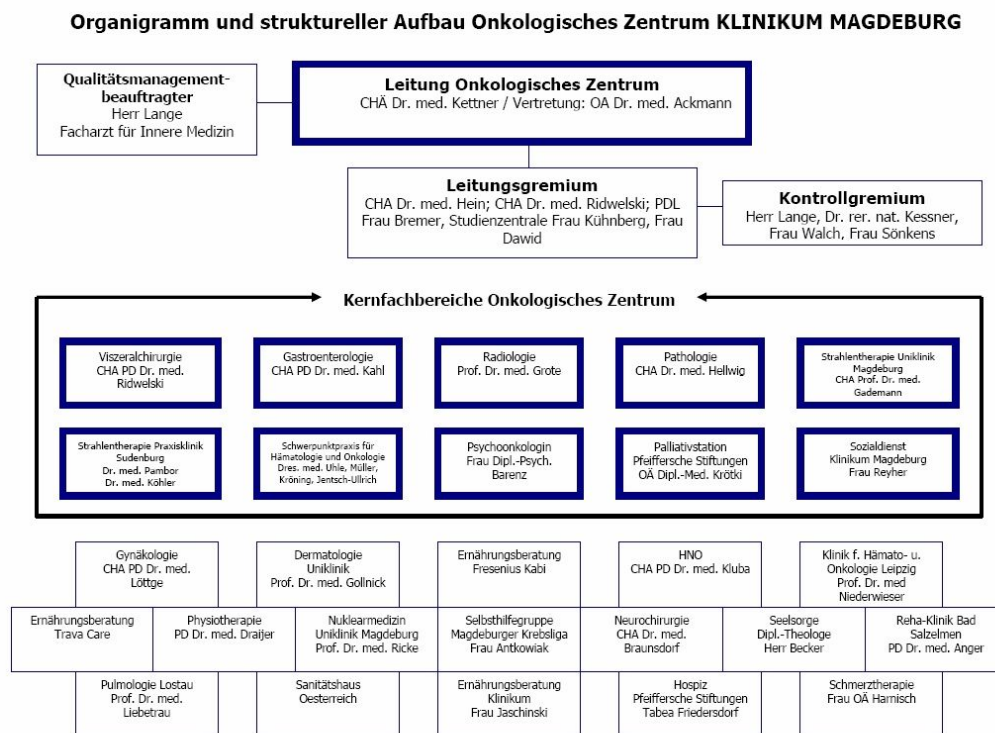 Organigramm und struktureller Aufbau Onkologisches Zentrum KLINIKUM MAGDEBURG
Qualitätsmanagement-
beauftragter
Herr Lange
Facharzt für Innere Medizin
Leitung Onkologisches Zentrum
CHÄ Dr. med. Kettner / Vertretung: OA Dr. med. Ackmann
Leitungsgremium
CHA Dr. med. Hein; CHA Dr. med. Ridwelski; PDL
Frau Bremer, Studienzentrale Frau Kühnberg, Frau
Dawid
Kontrollgremium
Herr Lange, Dr. rer. nat. Kessner,
Frau Walch, Frau Sönkens
Kernfachbereiche Onkologisches Zentrum
Viszeralchirurgie
CHA PD Dr. med.
Ridwelski
Gastroenterologie
CHA PD Dr. med. Kahl
Radiologie
Prof. Dr. med. Grote
Pathologie
CHA Dr. med. Hellwig
Strahlentherapie Uniklinik
Magdeburg
CHA Prof. Dr. med.
Gademann
Strahlentherapie Praxisklinik
Sudenburg
Dr. med. Pambor
Dr. med. Köhler
Schwerpunktpraxis für
Hämatologie und Onkologie
Dres. med. Uhle, Müller,
Kröning, Jentsch-Ullrich
Psychoonkologin
Frau Dipl.-Psych.
Barenz
Palliativstation
Pfeiffersche Stiftungen
OÄ Dipl.-Med. Krötki
Sozialdienst
Klinikum Magdeburg
Frau Reyher
Gynäkologie
CHA PD Dr. med.
Löttge
Dermatologie
Uniklinik
Prof. Dr. med. Gollnick
Ernährungsberatung
Fresenius Kabi
HNO
CHA PD Dr. med. Kluba
Klinik f. Hämato- u.
Onkologie Leipzig
Prof. Dr. med
Niederwieser
Ernährungsberatung
Trava Care
Physiotherapie
PD Dr. med. Draijer
Nuklearmedizin
Uniklinik Magdeburg
Prof. Dr. med. Ricke
Selbsthilfegruppe
Magdeburger Krebsliga
Frau Antkowiak
Neurochirurgie
CHA Dr. med.
Braunsdorf
Seelsorge
Dipl.-Theologe
Herr Becker
Reha-Klinik Bad
Salzelmen
PD Dr. med. Anger
Pulmologie Lostau
Prof. Dr. med.
Liebetrau
Sanitätshaus
Oesterreich
Ernährungsberatung
Klinikum
Frau Jaschinski
Hospiz
Pfeiffersche Stiftungen
Tabea Friedersdorf
Schmerztherapie
Frau OÄ Harnisch